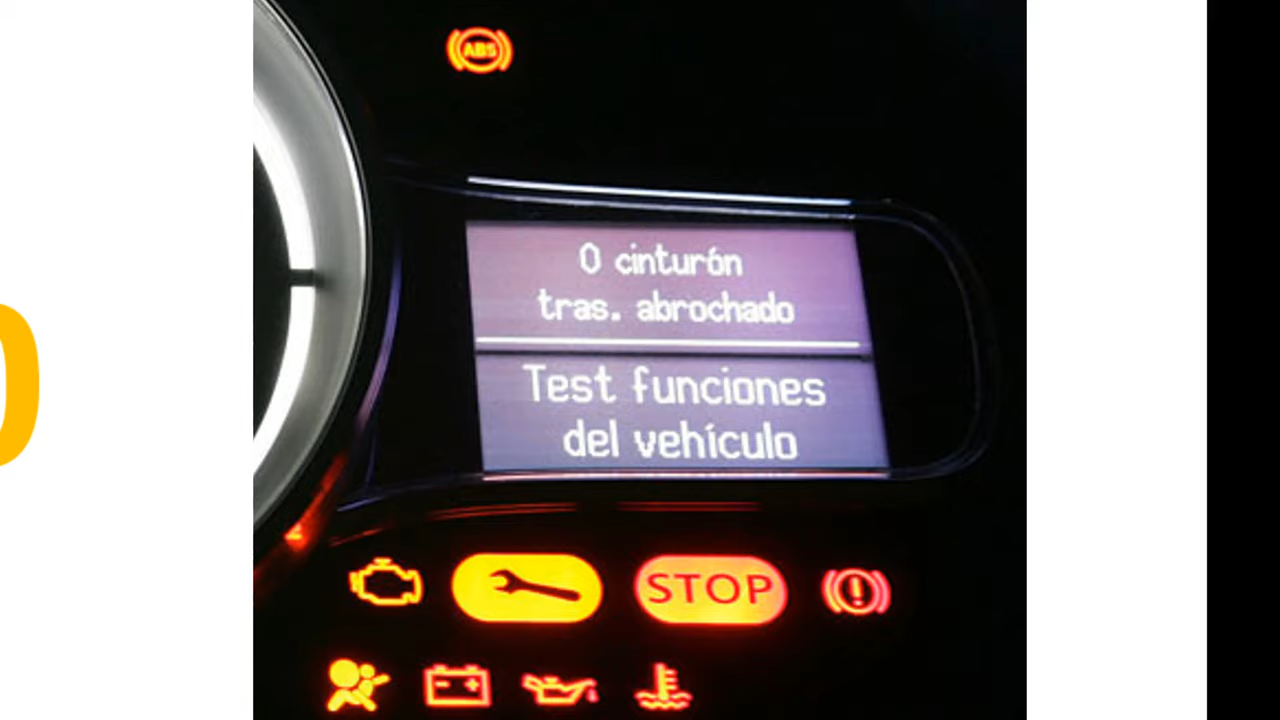 ABS
0 cinturón
tras. abrochado
Test funciones
del vehículo
STOP